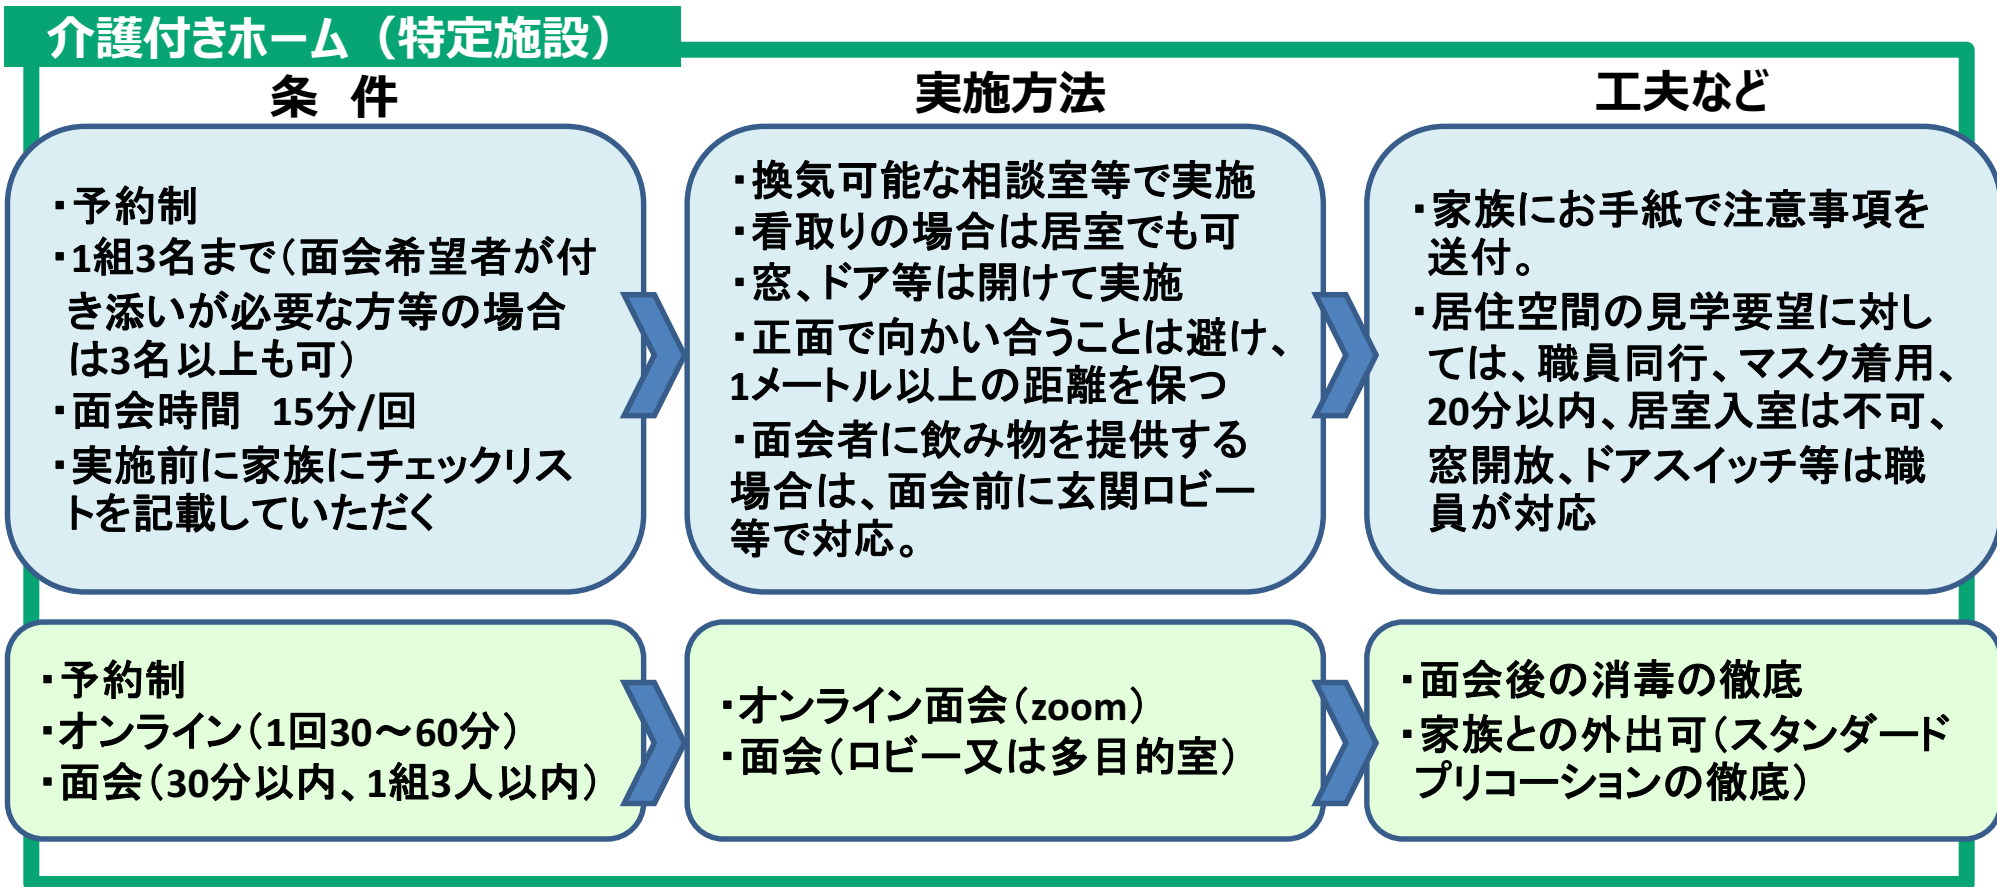 介護付きホーム（特定施設）
条　件
・予約制
・1組3名まで（面会希望者が付
き添いが必要な方等の場合
は3名以上も可）
・面会時間　15分/回
・実施前に家族にチェックリス
トを記載していただく
実施方法
・換気可能な相談室等で実施
・看取りの場合は居室でも可
・窓、ドア等は開けて実施
・正面で向かい合うことは避け、
1メートル以上の距離を保つ
・面会者に飲み物を提供する
場合は、面会前に玄関ロビー
等で対応。
工夫など
・家族にお手紙で注意事項を
送付。
・居住空間の見学要望に対し
ては、職員同行、マスク着用、
20分以内、居室入室は不可、
窓開放、ドアスイッチ等は職
員が対応
・予約制
・オンライン（1回30～60分）
・面会（30分以内、1組3人以内）
・オンライン面会（zoom）
・面会（ロビー又は多目的室）
・面会後の消毒の徹底
・家族との外出可（スタンダード
プリコーションの徹底）